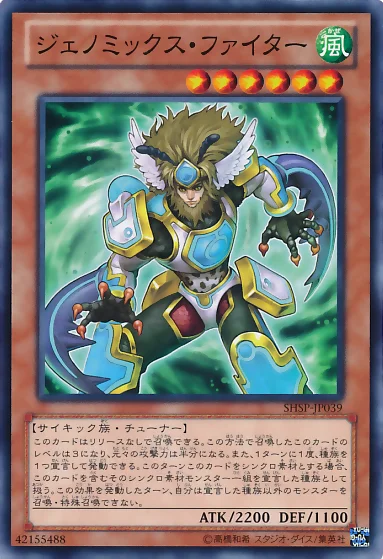 ジェノミックス・ファイター
風
SHSP-JP039
【サイキック族・チューナー】
このカードはリリースなしで召喚できる。この方法で召喚したこのカードの
レベルは３になり、元々の攻撃力は半分になる。また、１ターンに１度、種族を
１つ宣言して発動できる。このターンこのカードをシンクロ素材とする場合、
このカードを含むそのシンクロ素材モンスター一組を宣言した種族として
扱う。この効果を発動したターン、自分は宣言した種族以外のモンスターを
召喚・特殊召喚できない。
ATK/2200 DEF/1100
42155488
©高橋和希 スタジオ・ダイス/集英社